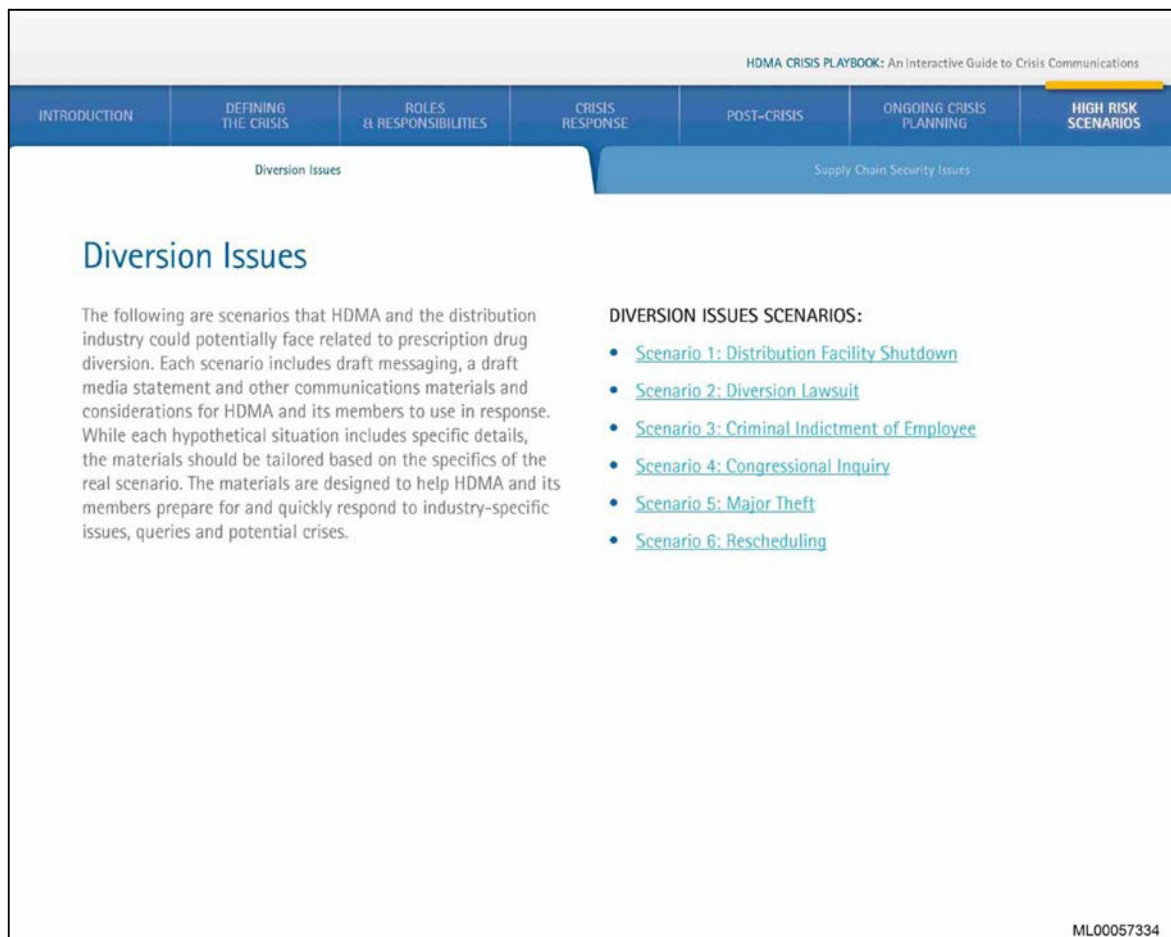 HDMA CRISIS PLAYBOOK: An Interactive Guide to Crisis Communications
INTRODUCTION
DEFINING
THE CRISIS
ROLES
& RESPONSIBILITIES
CRISIS
RESPONSE
POST-CRISIS
ONGOING CRISIS
PLANNING
HIGH RISK
SCENARIOS
Diversion Issues
Supply Chain Security Issues
Diversion Issues
The following are scenarios that HDMA and the distribution
industry could potentially face related to prescription drug
diversion. Each scenario includes draft messaging, a draft
media statement and other communications materials and
considerations for HDMA and its members to use in response.
While each hypothetical situation includes specific details,
the materials should be tailored based on the specifics of the
real scenario. The materials are designed to help HDMA and its
members prepare for and quickly respond to industry-specific
issues, queries and potential crises.
DIVERSION ISSUES SCENARIOS:
• Scenario 1: Distribution Facility Shutdown
• Scenario 2: Diversion Lawsuit
• Scenario 3: Criminal Indictment of Employee
• Scenario 4: Congressional Inquiry
• Scenario 5: Major Theft
• Scenario 6: Rescheduling
ML00057334